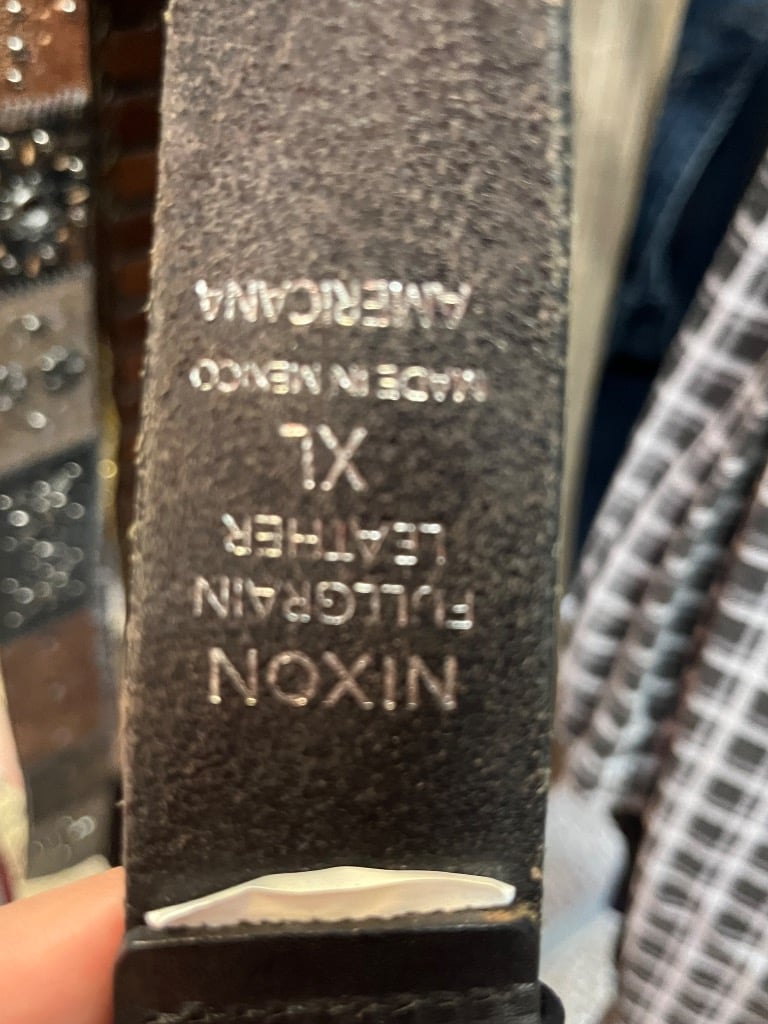 NIXON
FULLGRAIN
LEATHER
XL
MADE IN MEXICO
AMERICANA